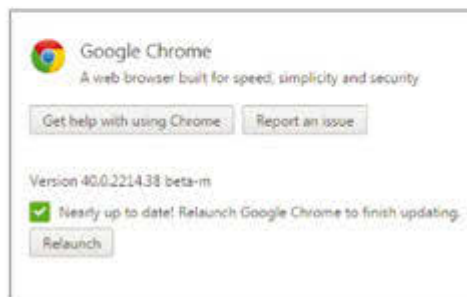 Google Chrome
A web browser built for speed, simplicity and security
Get help with using Chrome Report an issue
Version 40.0.2214.38 beta-m
Nearly up to date! Relaunch Google Chrome to finish updating.
Relaunch